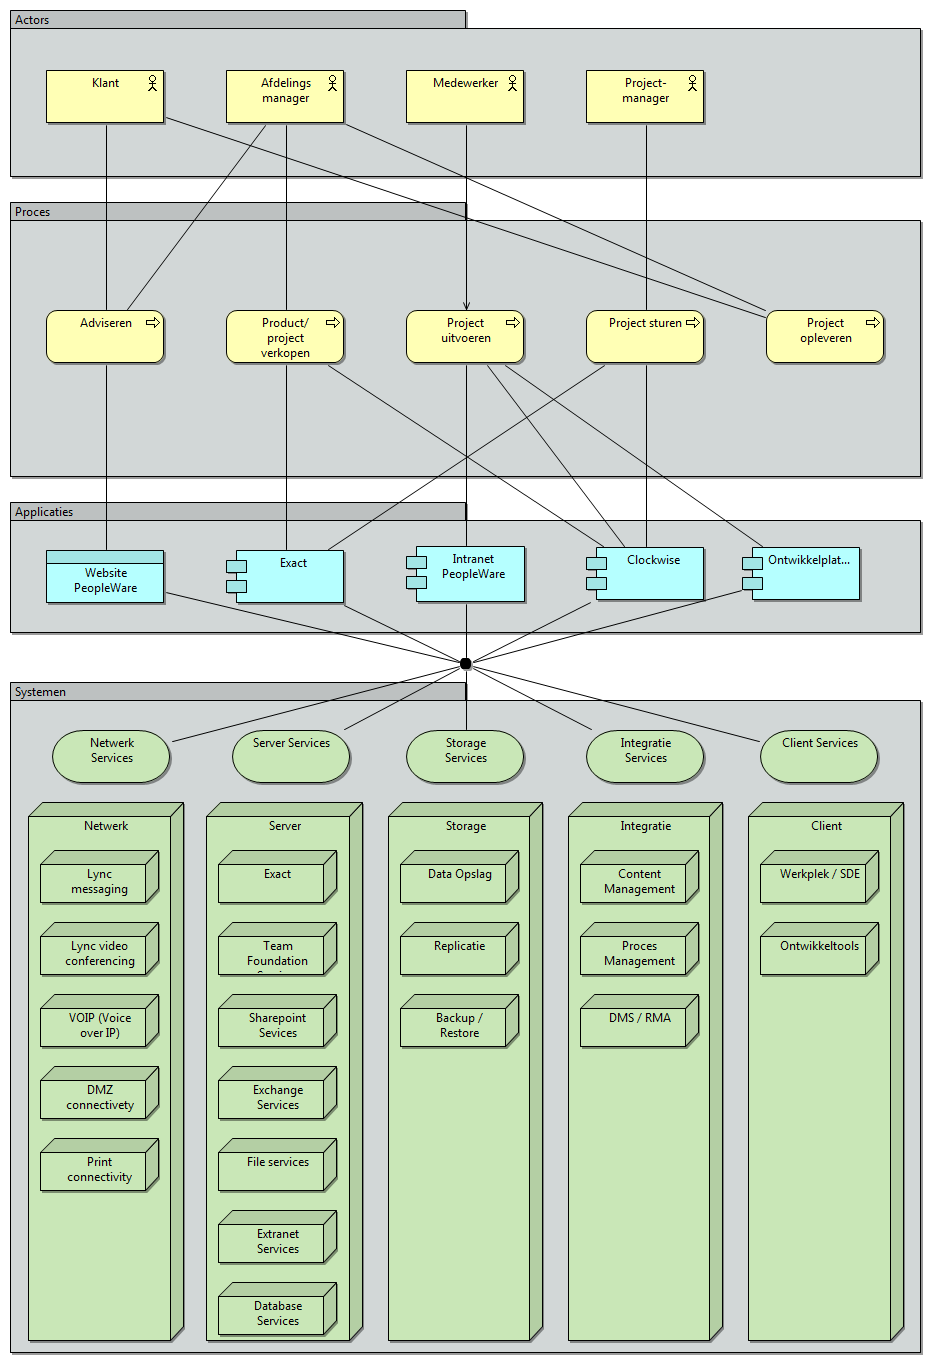 Actors
Klant
Afdelings
manager
Medewerker
Project-
manager
Proces
Adviseren
Product/
project
verkopen
Project
uitvoeren
Project sturen
Project
opleveren
Applicaties
Website
PeopleWare
Exact
Intranet
PeopleWare
Clockwise
Ontwikkelplat...
Systemen
Netwerk
Services
Server Services
Storage
Services
Integratie
Services
Client Services
Netwerk
Lync
messaging
Lync video
conferencing
VOIP (Voice
over IP)
DMZ
connectivety
Print
connectivity
Server
Exact
Team
Foundation
Sharepoint
Sevices
Exchange
Services
File services
Extranet
Services
Database
Services
Storage
Data Opslag
Replicatie
Backup /
Restore
Integratie
Content
Management
Proces
Management
DMS / RMA
Client
Werkplek / SDE
Ontwikkeltools